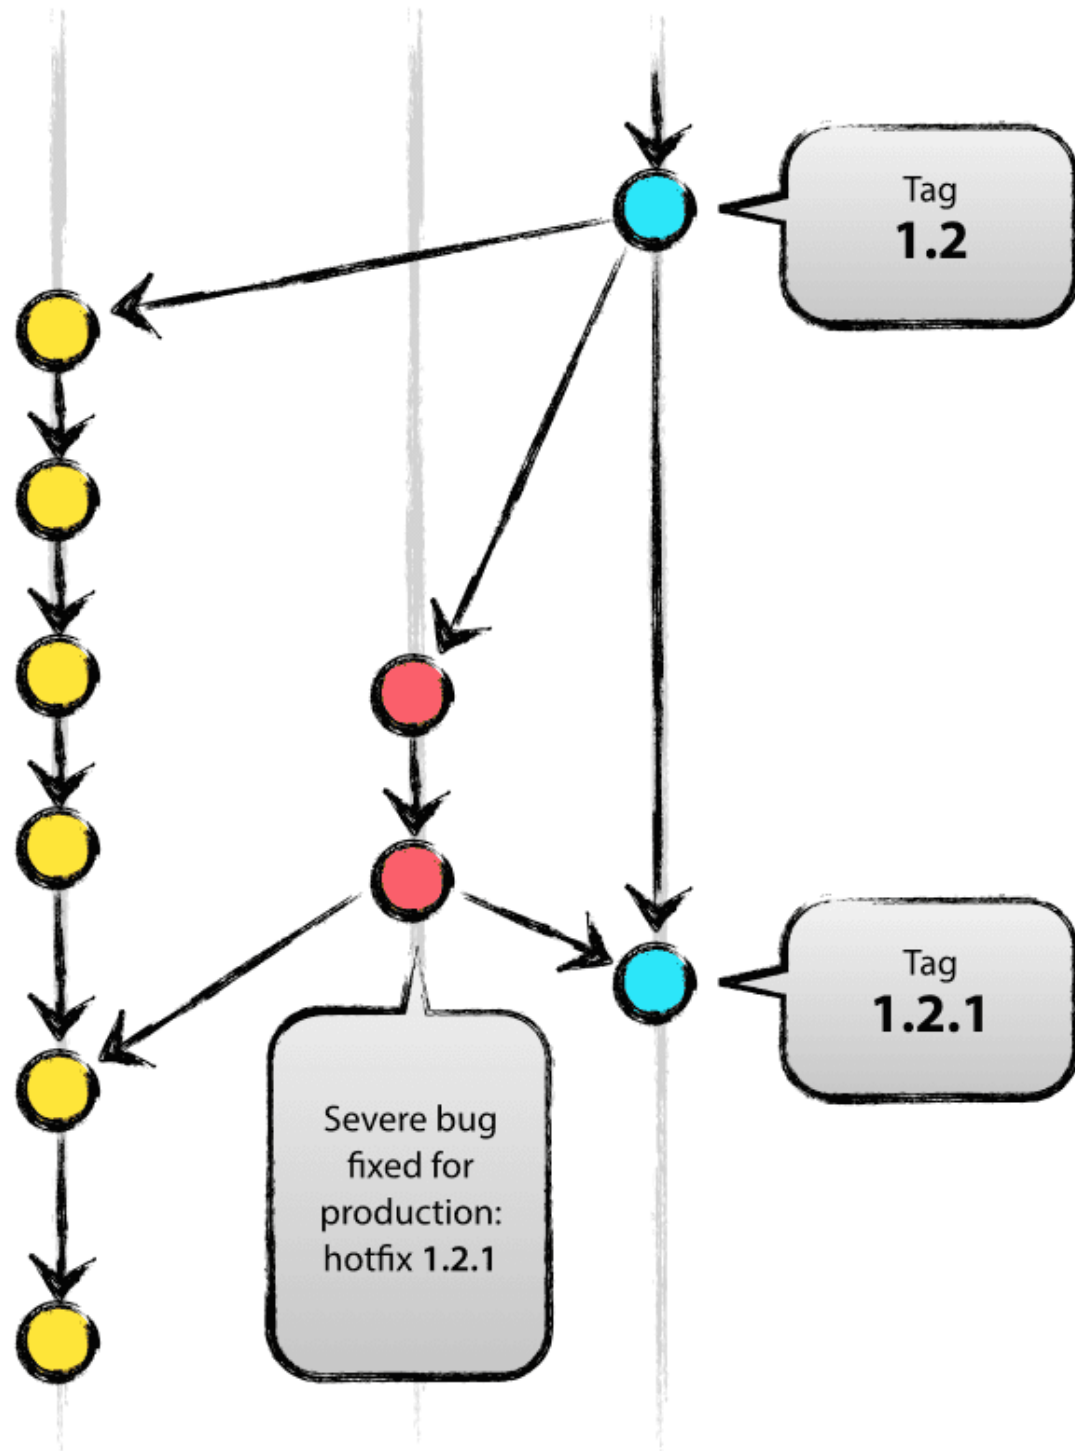 Tag
1.2
Tag
1.2.1
Severe bug
fixed for
production:
hotfix 1.2.1